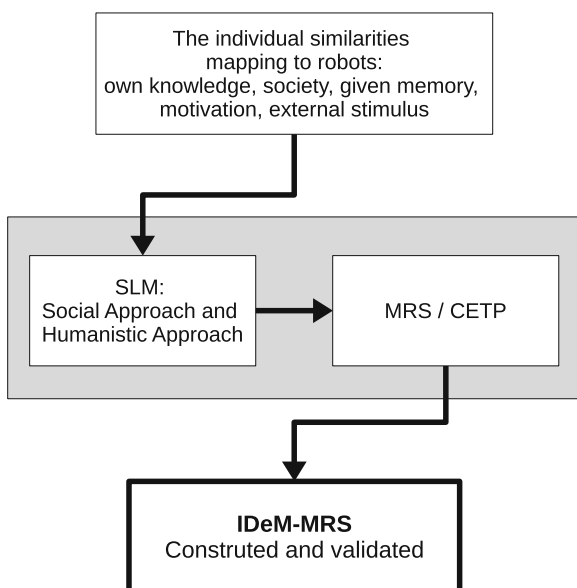 The individual similarities
mapping to robots:
own knowledge, society, given memory,
motivation, external stimulus
SLM:
Social Approach and
Humanistic Approach
MRS / CETP
IDeM-MRS
Construted and validated